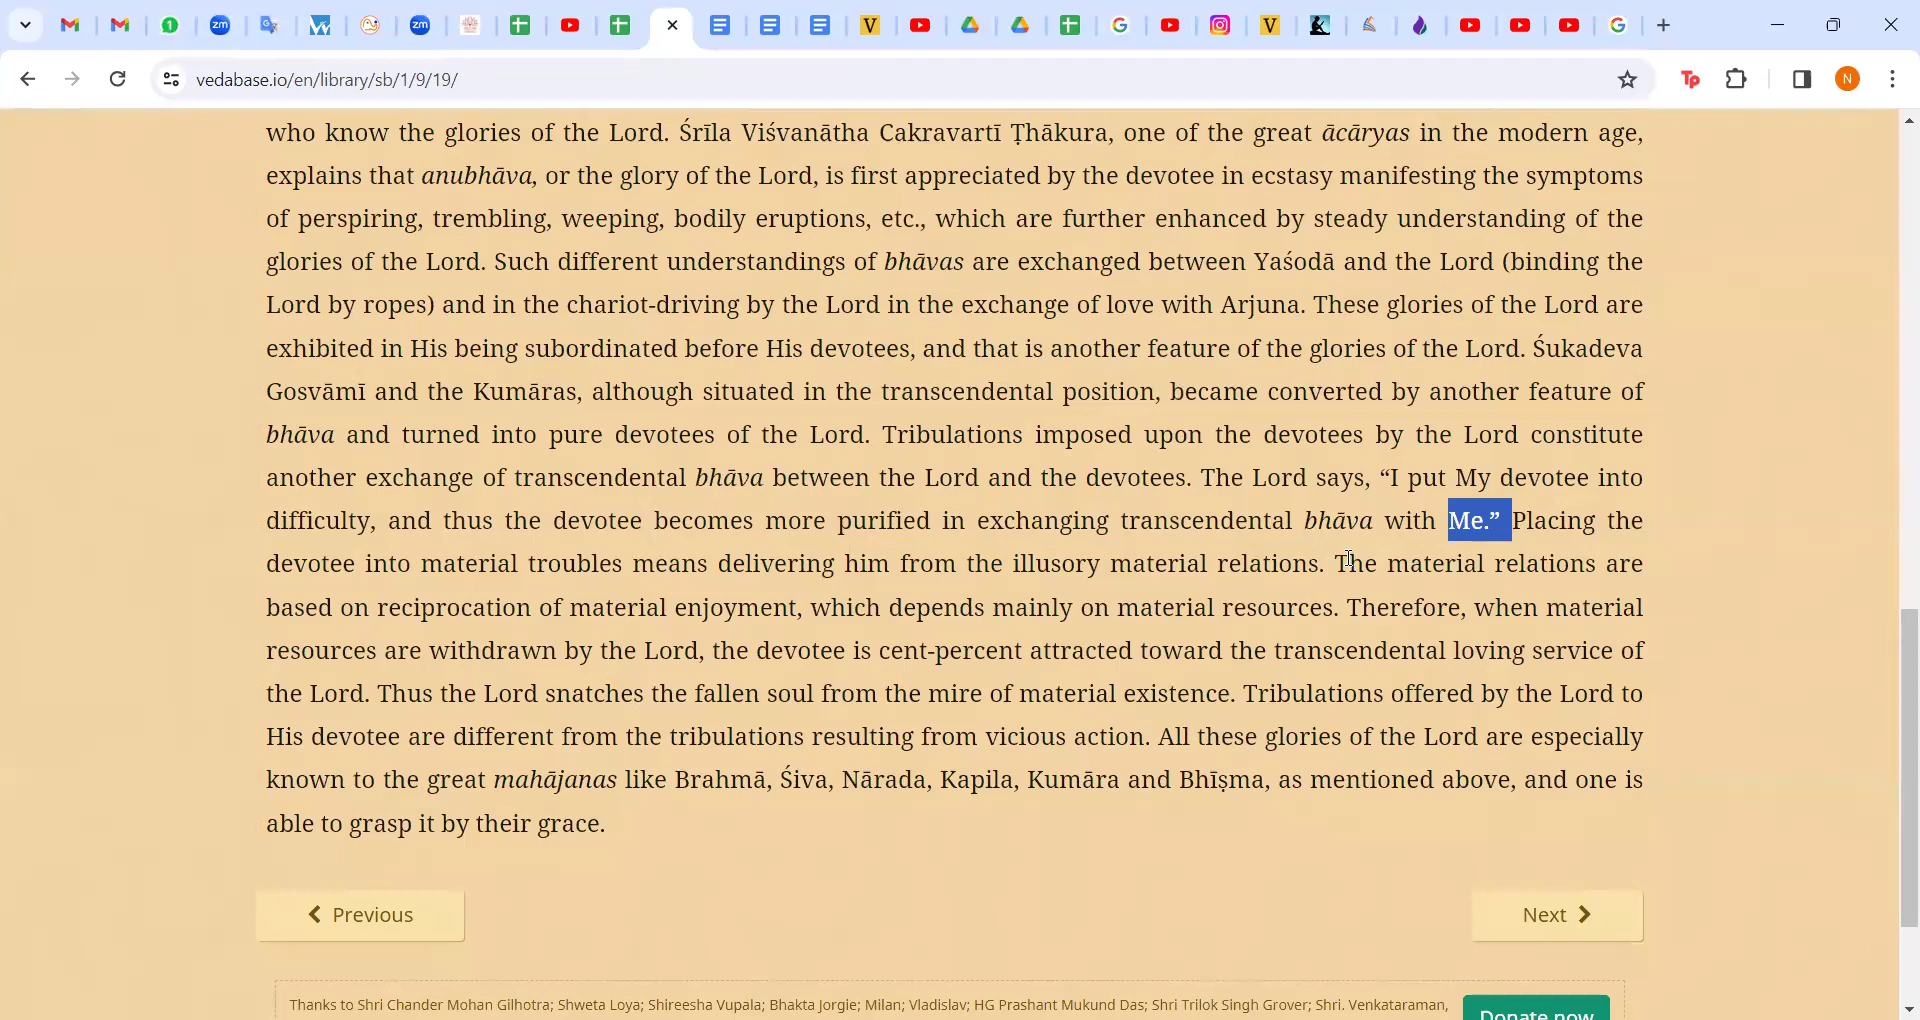 vedabase.io/en/library/sb/1/9/19/
who know the glories of the Lord. Śrīla Viśvanātha Cakravartī Ṭhākura, one of the great ācāryas in the modern age,
explains that anubhāva, or the glory of the Lord, is first appreciated by the devotee in ecstasy manifesting the symptoms
of perspiring, trembling, weeping, bodily eruptions, etc., which are further enhanced by steady understanding of the
glories of the Lord. Such different understandings of bhāvas are exchanged between Yaśodā and the Lord (binding the
Lord by ropes) and in the chariot-driving by the Lord in the exchange of love with Arjuna. These glories of the Lord are
exhibited in His being subordinated before His devotees, and that is another feature of the glories of the Lord. Śukadeva
Gosvāmī and the Kumāras, although situated in the transcendental position, became converted by another feature of
bhāva and turned into pure devotees of the Lord. Tribulations imposed upon the devotees by the Lord constitute
another exchange of transcendental bhāva between the Lord and the devotees. The Lord says, “I put My devotee into
difficulty, and thus the devotee becomes more purified in exchanging transcendental bhāva with Me.” Placing the
devotee into material troubles means delivering him from the illusory material relations. The material relations are
based on reciprocation of material enjoyment, which depends mainly on material resources. Therefore, when material
resources are withdrawn by the Lord, the devotee is cent-percent attracted toward the transcendental loving service of
the Lord. Thus the Lord snatches the fallen soul from the mire of material existence. Tribulations offered by the Lord to
His devotee are different from the tribulations resulting from vicious action. All these glories of the Lord are especially
known to the great mahājanas like Brahmā, Śiva, Nārada, Kapila, Kumāra and Bhīṣma, as mentioned above, and one is
able to grasp it by their grace.
Previous
Next
Thanks to Shri Chander Mohan Gilhotra; Shweta Loya; Shireesha Vupala; Bhakta Jorgie; Milan; Vladislav; HG Prashant Mukund Das; Shri Trilok Singh Grover; Shri. Venkataraman,
Donate now